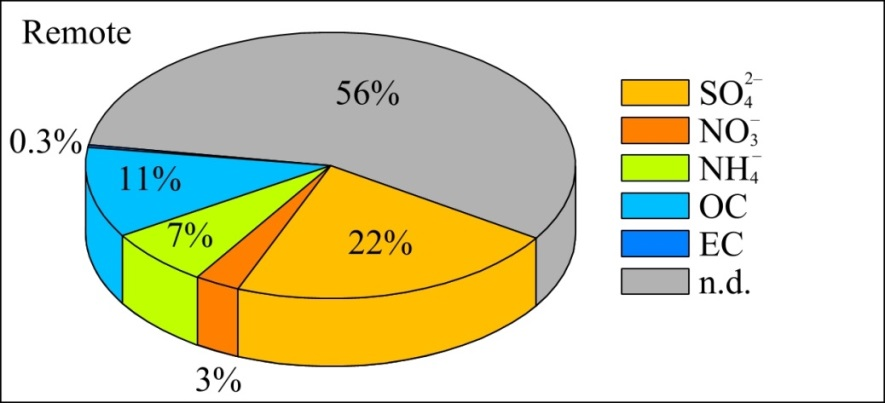 Remote
56%
0.3%
11%
7%
22%
3%
SO₄²⁻
NO₃⁻
NH₄⁻
OC
EC
n.d.